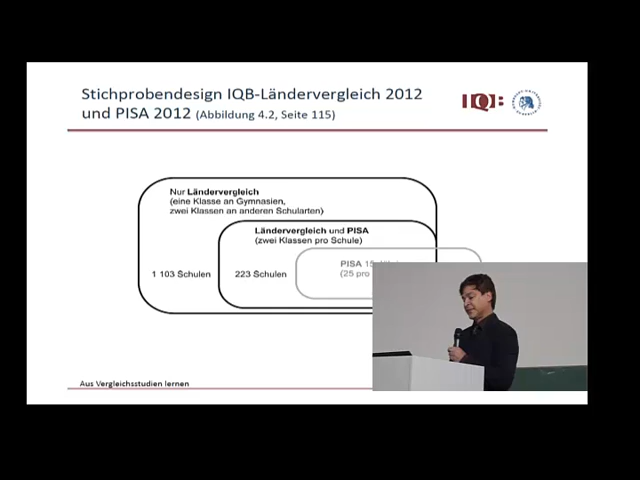 Stichprobendesign IQB-Ländervergleich 2012
und PISA 2012 (Abbildung 4.2, Seite 115)
IQB
Nur Ländervergleich
(eine Klasse an Gymnasien,
zwei Klassen an anderen Schularten)
Ländervergleich und PISA
(zwei Klassen pro Schule)
PISA
(25 pro
1 103 Schulen
223 Schulen
Aus Vergleichsstudien lernen